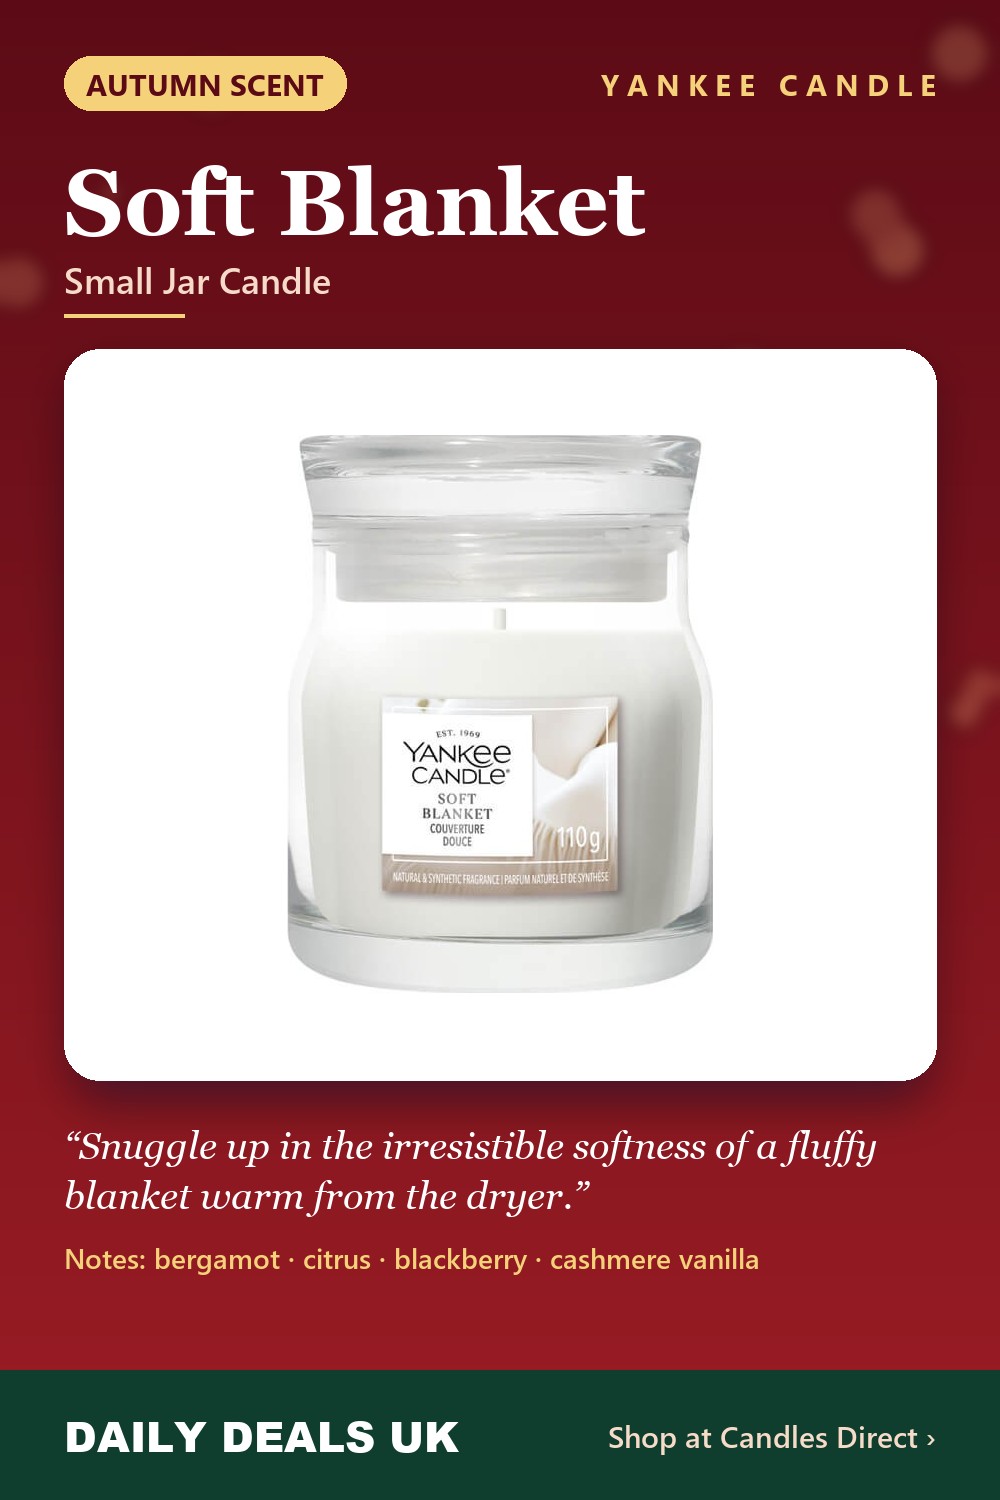 AUTUMN SCENT
YANKEE CANDLE
Soft Blanket
Small Jar Candle
EST. 1969
YANKEE
CANDLE®
SOFT
BLANKET
COUVERTURE
DOUCE
110g
NATURAL & SYNTHETIC FRAGRANCE | PARFUM NATUREL ET DE SYNTHÈSE
“Snuggle up in the irresistible softness of a fluffy
blanket warm from the dryer.”
Notes: bergamot · citrus · blackberry · cashmere vanilla
DAILY DEALS UK
Shop at Candles Direct ›